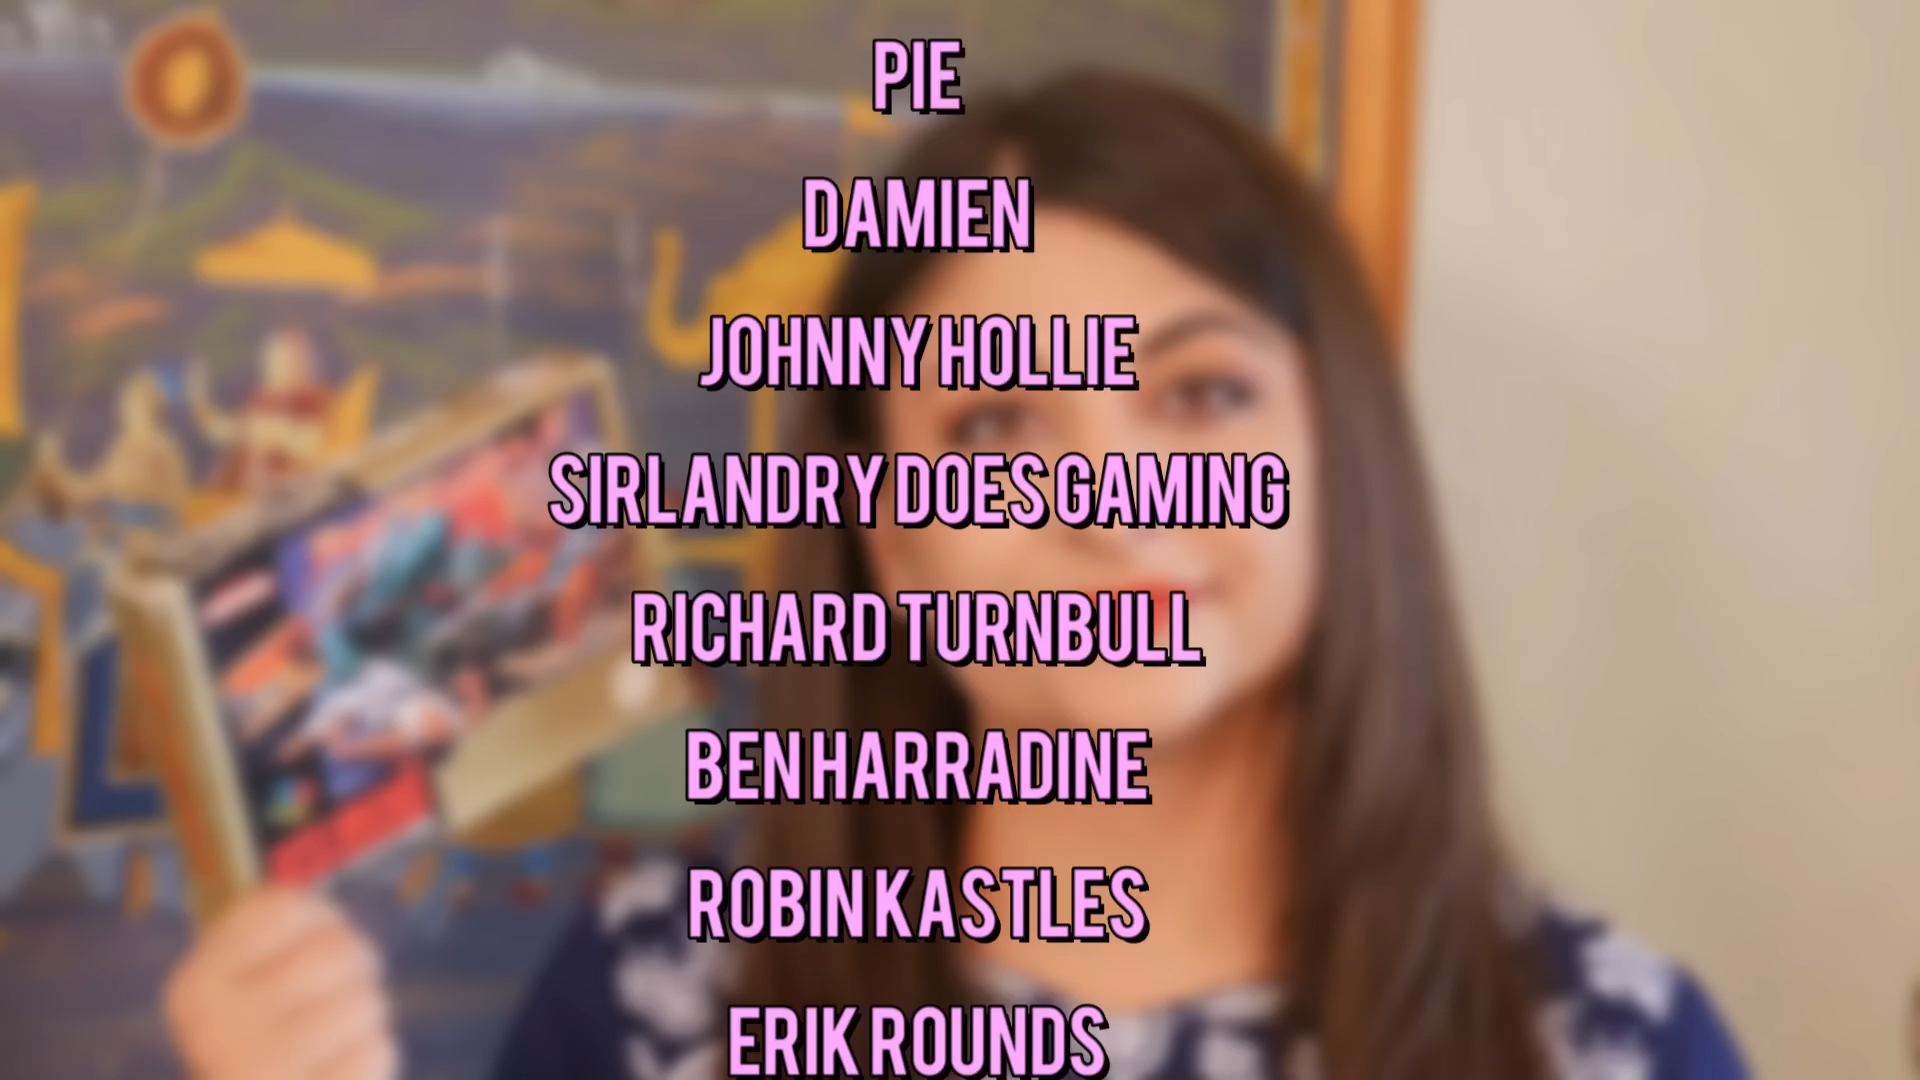 PIE
DAMIEN
JOHNNY HOLLIE
SIRLANDRY DOES GAMING
RICHARD TURNBULL
BEN HARRADINE
ROBIN KASTLES
ERIK ROUNDS